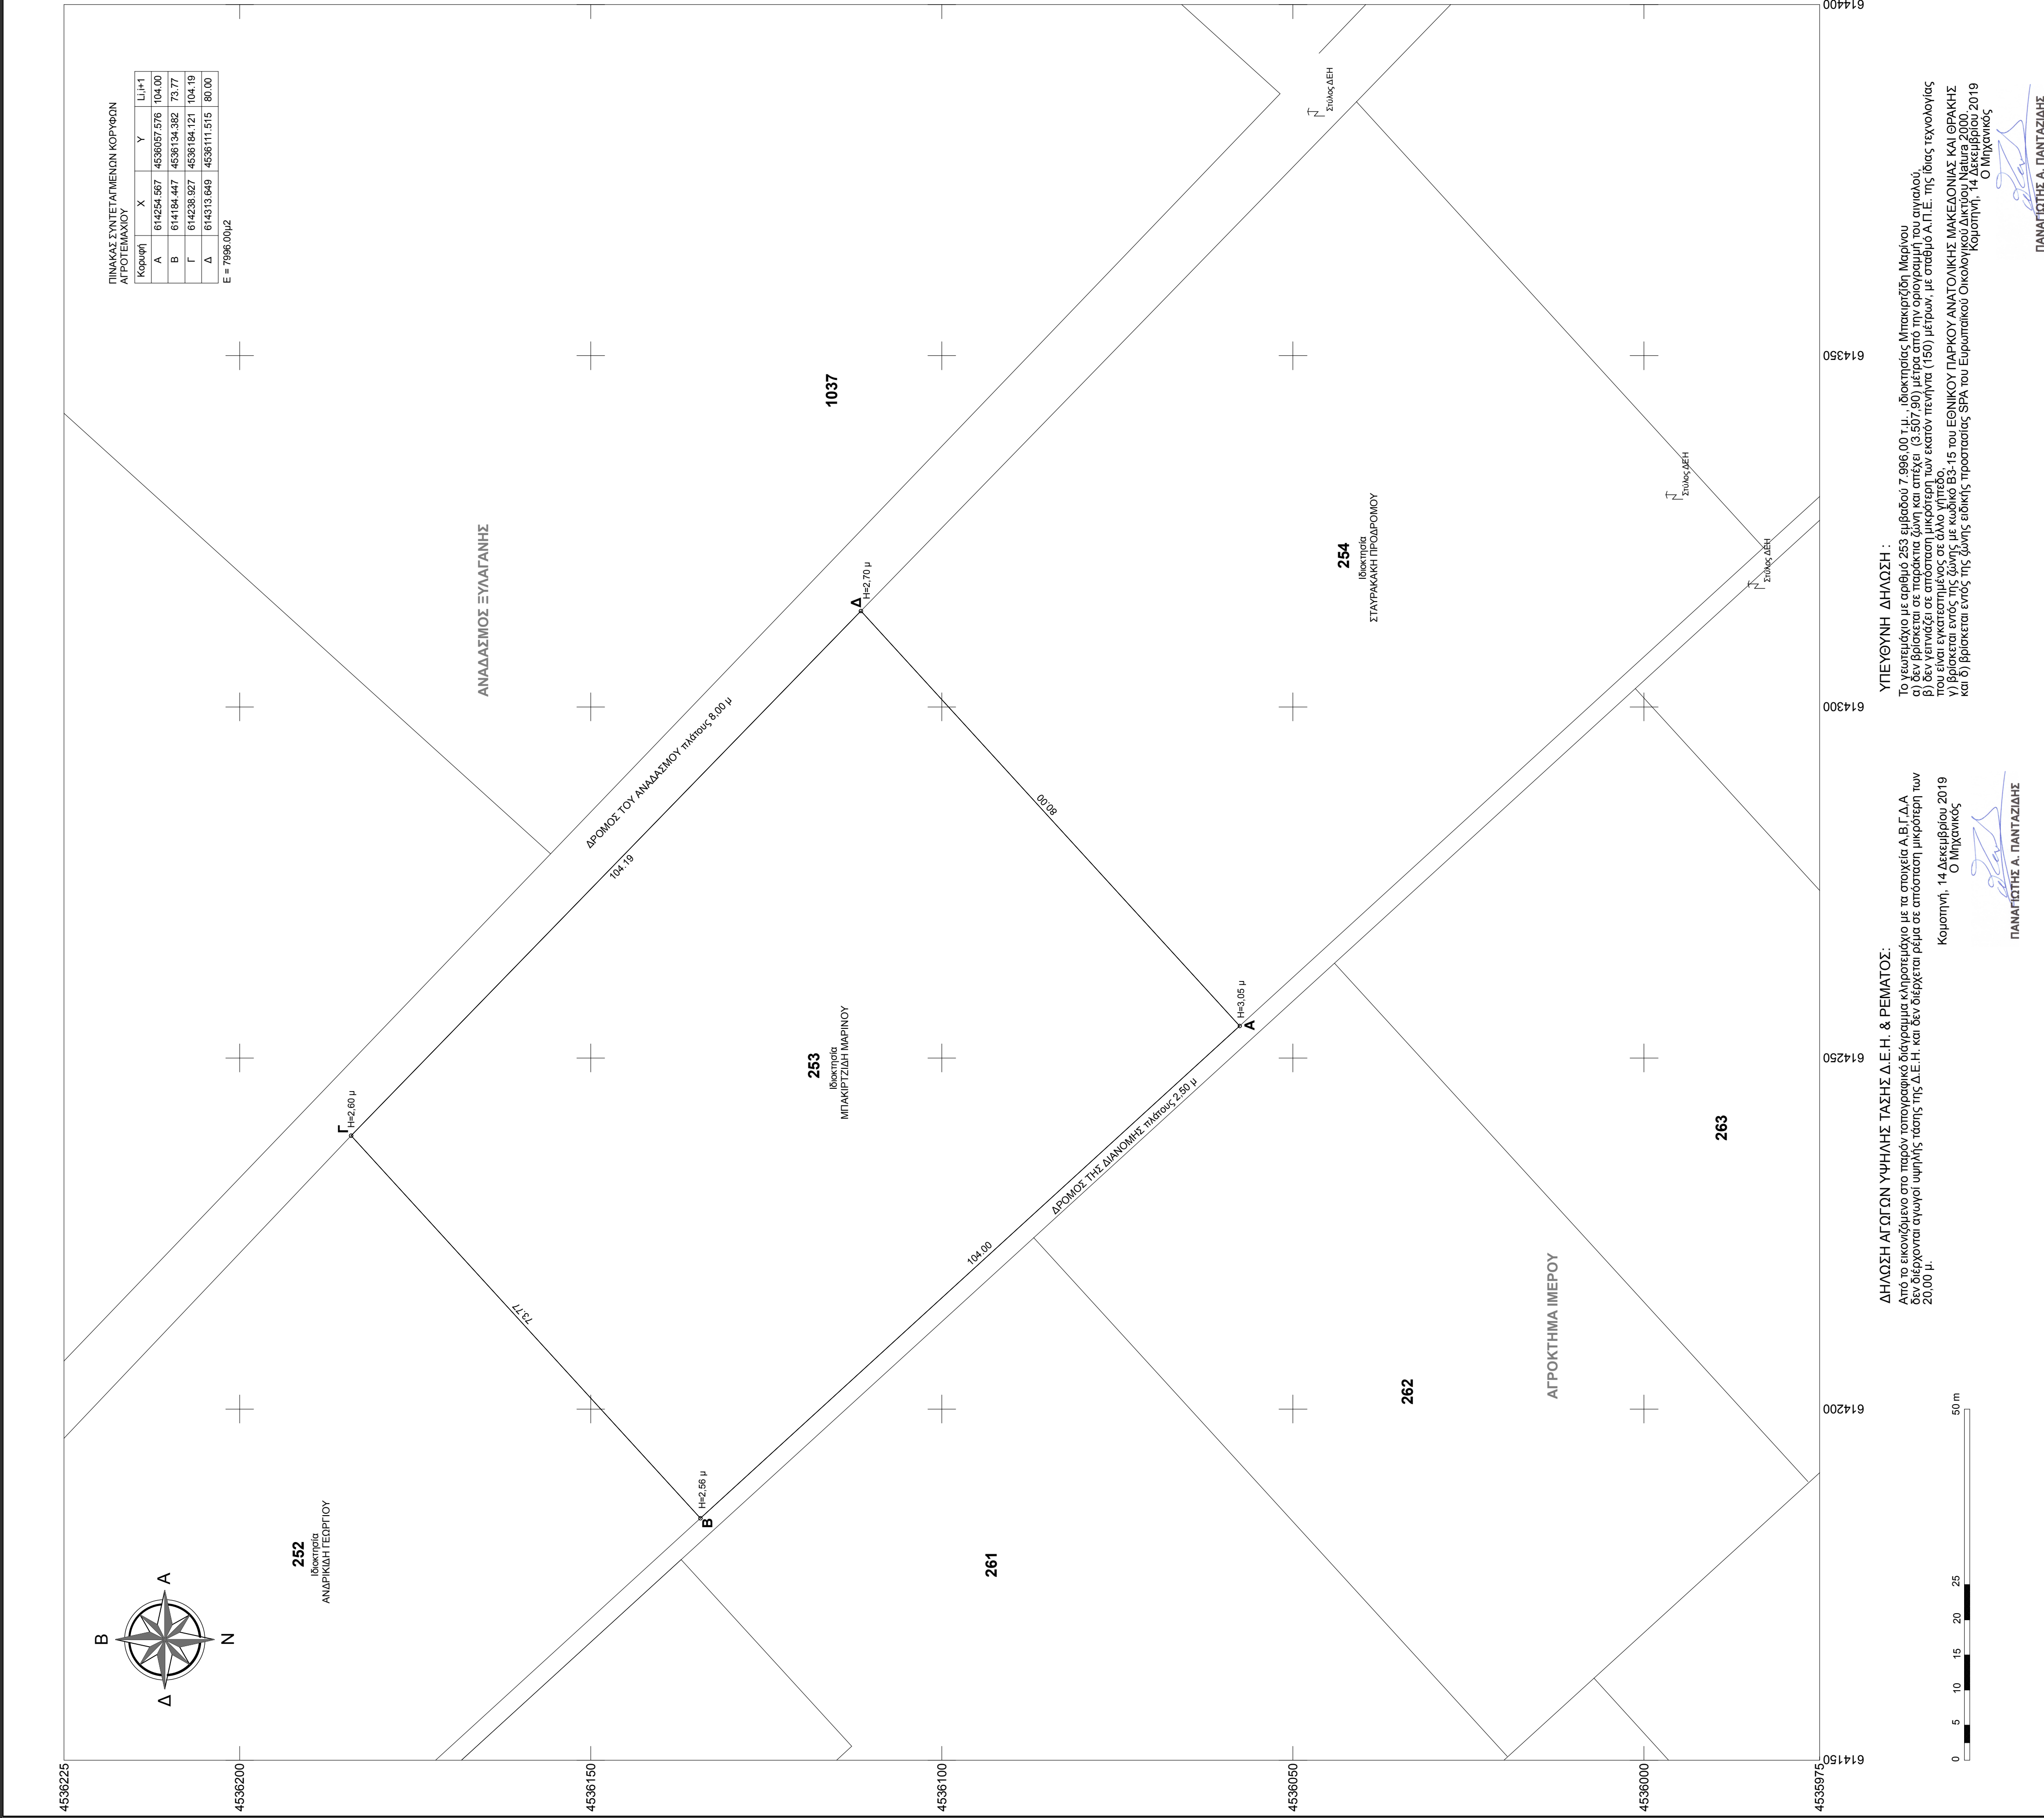 ΠΙΝΑΚΑΣ ΣΥΝΤΕΤΑΓΜΕΝΩΝ ΚΟΡΥΦΩΝ
ΑΓΡΟΤΕΜΑΧΙΟΥ
Κορυφή X Y Li,i+1
Α 614254.567 4536057.576 104.00
Β 614184.447 4536134.382 73.77
Γ 614238.927 4536184.121 104.19
Δ 614313.649 4536111.515 80.00
Ε = 7996.00μ2
Β
Δ Α
Ν
252
Ιδιοκτησία
ΑΝΔΡΙΚΙΔΗ ΓΕΩΡΓΙΟΥ
ΑΝΑΔΑΣΜΟΣ ΞΥΛΑΓΑΝΗΣ
1037
Γ
Η=2,60 μ
ΔΡΟΜΟΣ ΤΟΥ ΑΝΑΔΑΣΜΟΥ πλάτους 8,00 μ
104.19
Δ
Η=2,70 μ
73.77
80.00
Β
Η=2,56 μ
253
Ιδιοκτησία
ΜΠΑΚΙΡΤΖΙΔΗ ΜΑΡΙΝΟΥ
104.00
ΔΡΟΜΟΣ ΤΗΣ ΔΙΑΝΟΜΗΣ πλάτους 2,50 μ
Α
Η=3,05 μ
254
Ιδιοκτησία
ΣΤΑΥΡΑΚΑΚΗ ΠΡΟΔΡΟΜΟΥ
Στύλος ΔΕΗ
Στύλος ΔΕΗ
Στύλος ΔΕΗ
261
262
263
ΑΓΡΟΚΤΗΜΑ ΙΜΕΡΟΥ
4536225
4536200
4536150
4536100
4536050
4536000
4535975
614150
614200
614250
614300
614350
614400
0 5 10 15 20 25 50 m
ΔΗΛΩΣΗ ΑΓΩΓΩΝ ΥΨΗΛΗΣ ΤΑΣΗΣ Δ.Ε.Η. & ΡΕΜΑΤΟΣ:
Από το εικονιζόμενο στο παρόν τοπογραφικό διάγραμμα κληροτεμάχιο με τα στοιχεία Α,Β,Γ,Δ,Α
δεν διέρχονται αγωγοί υψηλής τάσης της Δ.Ε.Η. και δεν διέρχεται ρέμα σε απόσταση μικρότερη των
20,00 μ.
Κομοτηνή, 14 Δεκεμβρίου 2019
Ο Μηχανικός
ΠΑΝΑΓΙΩΤΗΣ Α. ΠΑΝΤΑΖΙΔΗΣ
ΥΠΕΥΘΥΝΗ ΔΗΛΩΣΗ :
Το γεωτεμάχιο με αριθμό 253 εμβαδού 7.996,00 τ.μ., ιδιοκτησίας Μπακιρτζίδη Μαρίνου
α) δεν βρίσκεται σε παράκτια ζώνη και απέχει (3.507,90) μέτρα από την οριογραμμή του αιγιαλού,
β) δεν γειτνιάζει σε απόσταση μικρότερη των εκατόν πενήντα (150) μέτρων, με σταθμό Α.Π.Ε. της ίδιας τεχνολογίας
που είναι εγκατεστημένος σε άλλο γήπεδο,
γ) βρίσκεται εντός της ζώνης με κωδικό Β3-15 του ΕΘΝΙΚΟΥ ΠΑΡΚΟΥ ΑΝΑΤΟΛΙΚΗΣ ΜΑΚΕΔΟΝΙΑΣ ΚΑΙ ΘΡΑΚΗΣ
και δ) βρίσκεται εντός της ζώνης ειδικής προστασίας SPA του Ευρωπαϊκού Οικολογικού Δικτύου Natura 2000.
Κομοτηνή, 14 Δεκεμβρίου 2019
Ο Μηχανικός
ΠΑΝΑΓΙΩΤΗΣ Α. ΠΑΝΤΑΖΙΔΗΣ